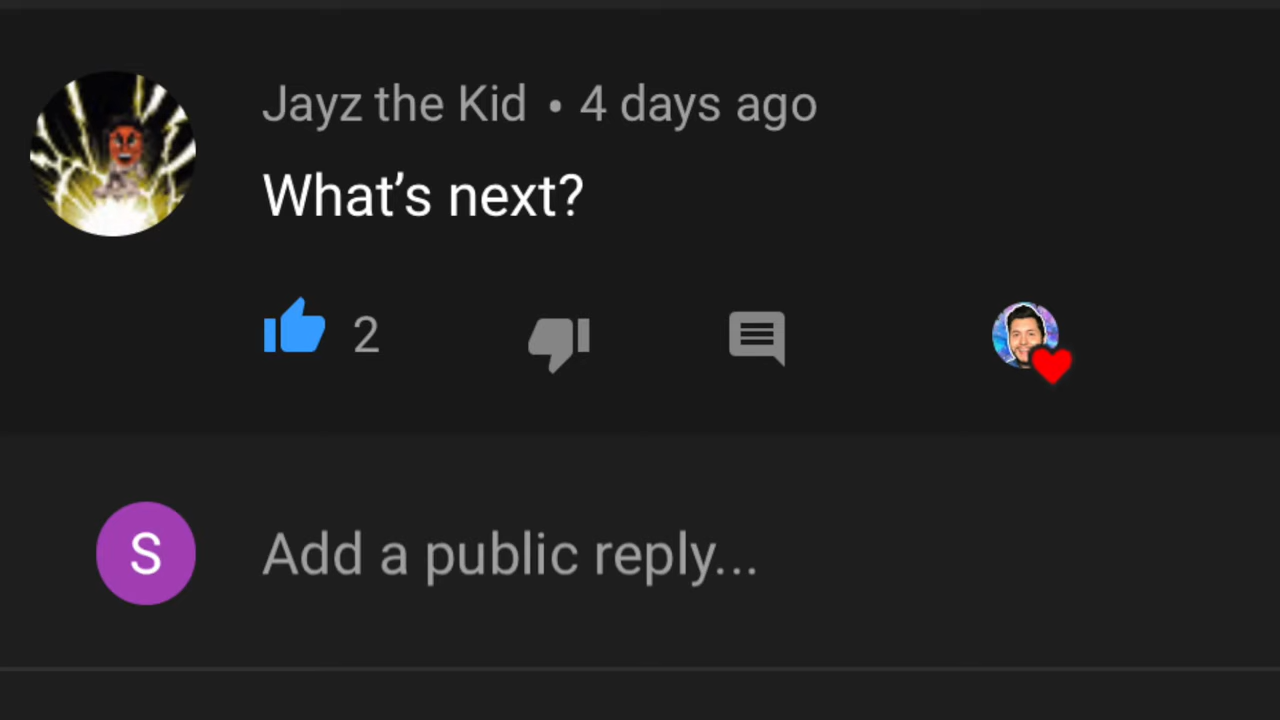 Jayz the Kid • 4 days ago
What’s next?
2
S
Add a public reply...